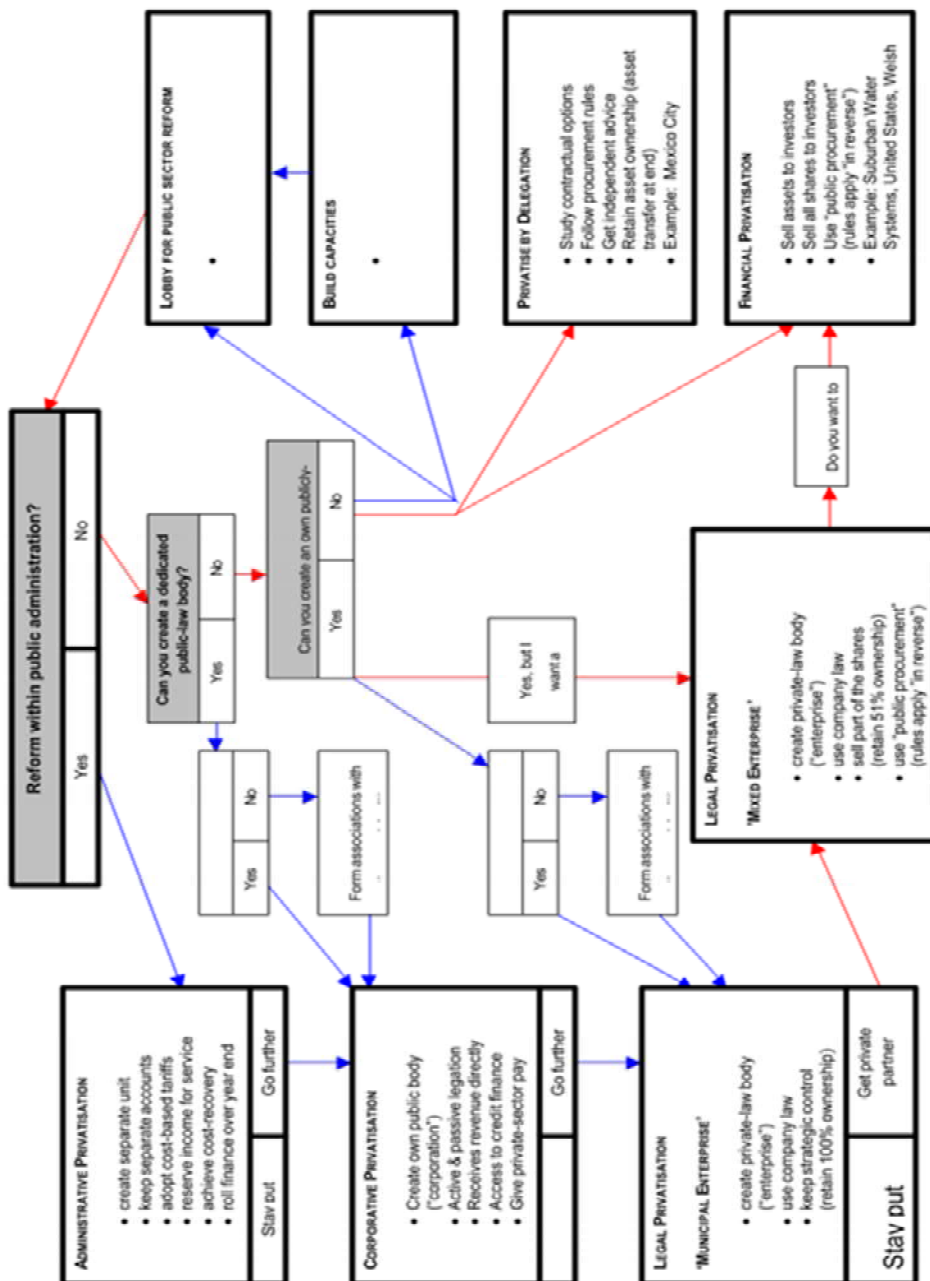 Reform within public administration?
Yes
No
Can you create a dedicated
public-law body?
Yes
No
Can you create an own publicly-
Yes
No
Yes
No
Form associations with
Yes
No
Form associations with
Yes, but I
want a
Do you want to
ADMINISTRATIVE PRIVATISATION
• create separate unit
• keep separate accounts
• adopt cost-based tariffs
• reserve income for service
• achieve cost-recovery
• roll finance over year end
Stay put
Go further
CORPORATIVE PRIVATISATION
• Create own public body
("corporation")
• Active & passive legation
• Receives revenue directly
• Access to credit finance
• Give private-sector pay
Go further
LEGAL PRIVATISATION
'MUNICIPAL ENTERPRISE'
• create private-law body
("enterprise")
• use company law
• keep strategic control
(retain 100% ownership)
Stay put
Get private
partner
LEGAL PRIVATISATION
'MIXED ENTERPRISE'
• create private-law body
("enterprise")
• use company law
• sell part of the shares
(retain 51% ownership)
• use "public procurement"
(rules apply "in reverse")
LOBBY FOR PUBLIC SECTOR REFORM
•
BUILD CAPACITIES
•
PRIVATISE BY DELEGATION
• Study contractual options
• Follow procurement rules
• Get independent advice
• Retain asset ownership (asset
transfer at end)
• Example: Mexico City
FINANCIAL PRIVATISATION
• Sell assets to investors
• Sell all shares to investors
• Use "public procurement"
(rules apply "in reverse")
• Example: Suburban Water
Systems, United States, Welsh